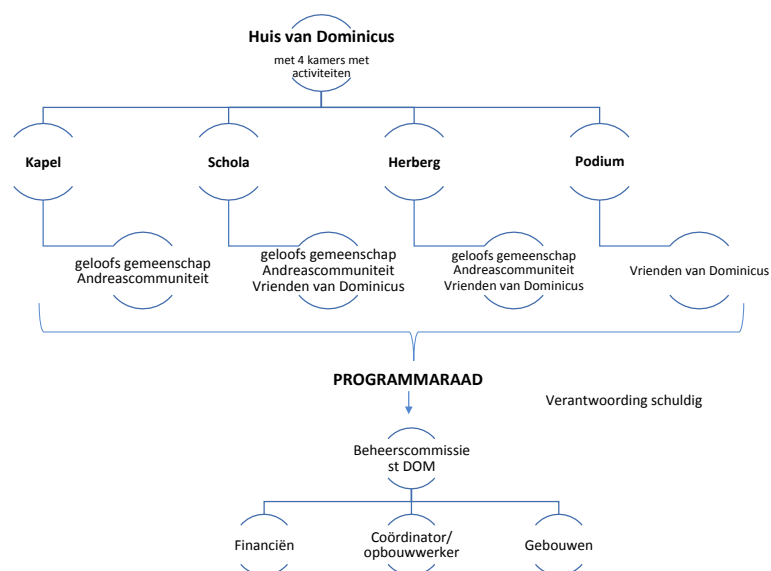 Huis van Dominicus
met 4 kamers met
activiteiten
Kapel
Schola
Herberg
Podium
geloofs gemeenschap
Andreascommuniteit
geloofs gemeenschap
Andreascommuniteit
Vrienden van Dominicus
geloofs gemeenschap
Andreascommuniteit
Vrienden van Dominicus
Vrienden van Dominicus
PROGRAMMARAAD
Verantwoording schuldig
Beheerscommissie
st DOM
Financiën
Coördinator/
opbouwwerker
Gebouwen